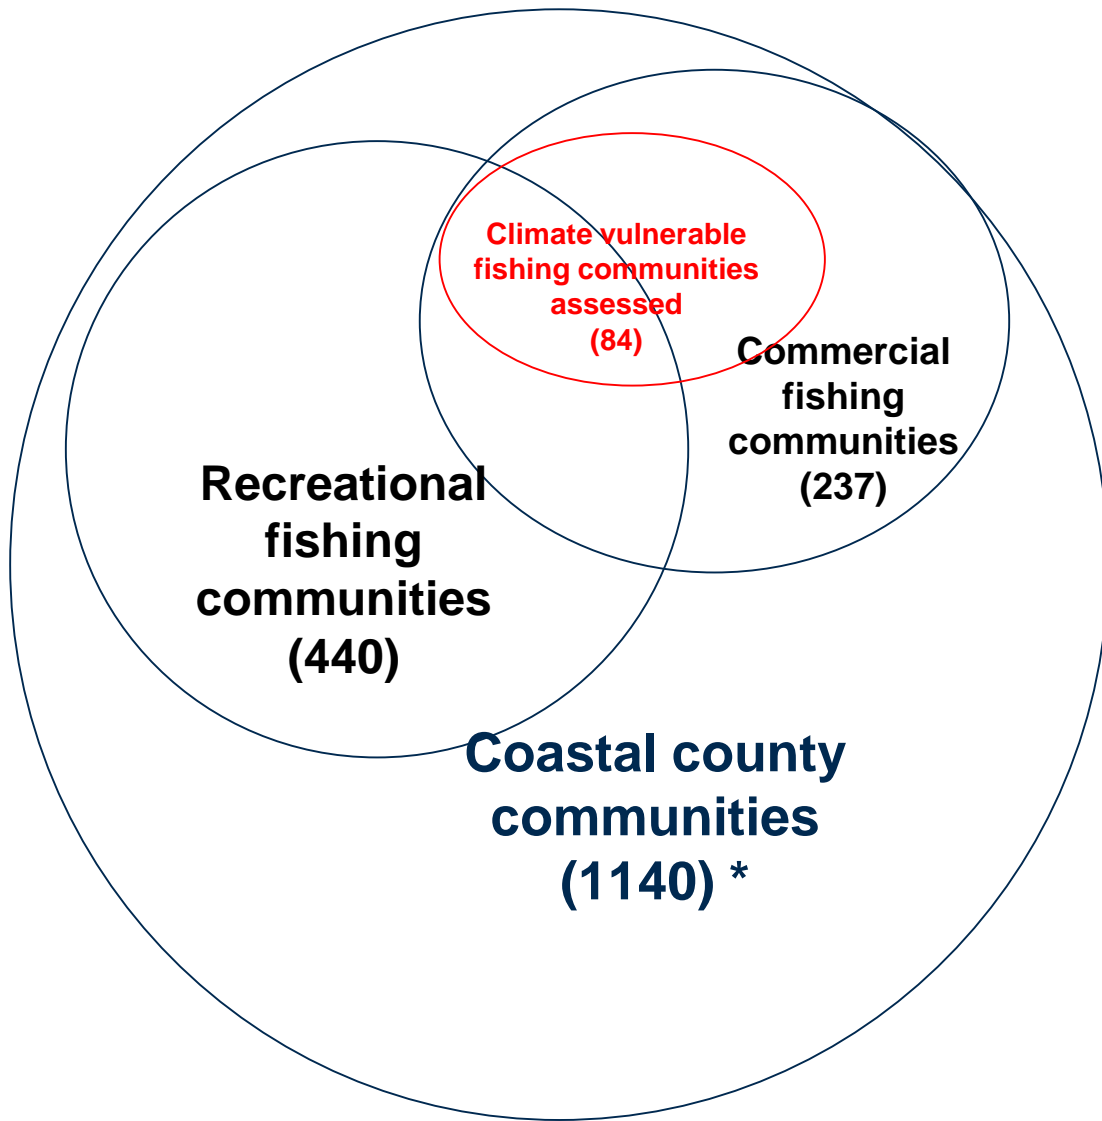 Climate vulnerable
fishing communities
assessed
(84)
Commercial
fishing
communities
(237)
Recreational
fishing
communities
(440)
Coastal county
communities
(1140) *